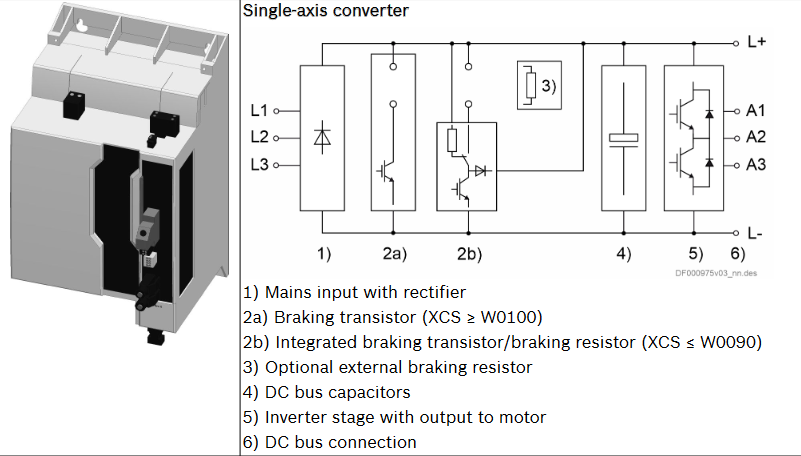 Single-axis converter
L+
3)
L1
A1
L2
A2
L3
A3
L-
1) 2a) 2b) 4) 5) 6)
DF000975v03_nn.des
1) Mains input with rectifier
2a) Braking transistor (XCS ≥ W0100)
2b) Integrated braking transistor/braking resistor (XCS ≤ W0090)
3) Optional external braking resistor
4) DC bus capacitors
5) Inverter stage with output to motor
6) DC bus connection